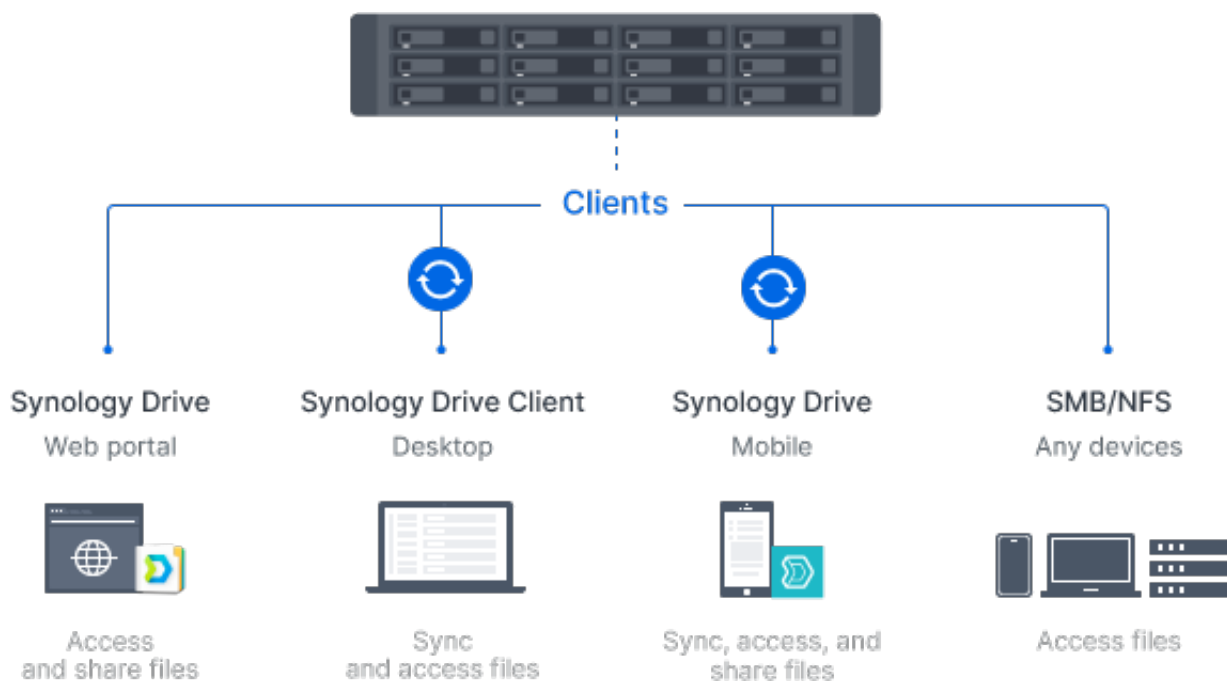 Clients
Synology Drive
Web portal
Access
and share files
Synology Drive Client
Desktop
Sync
and access files
Synology Drive
Mobile
Sync, access, and
share files
SMB/NFS
Any devices
Access files